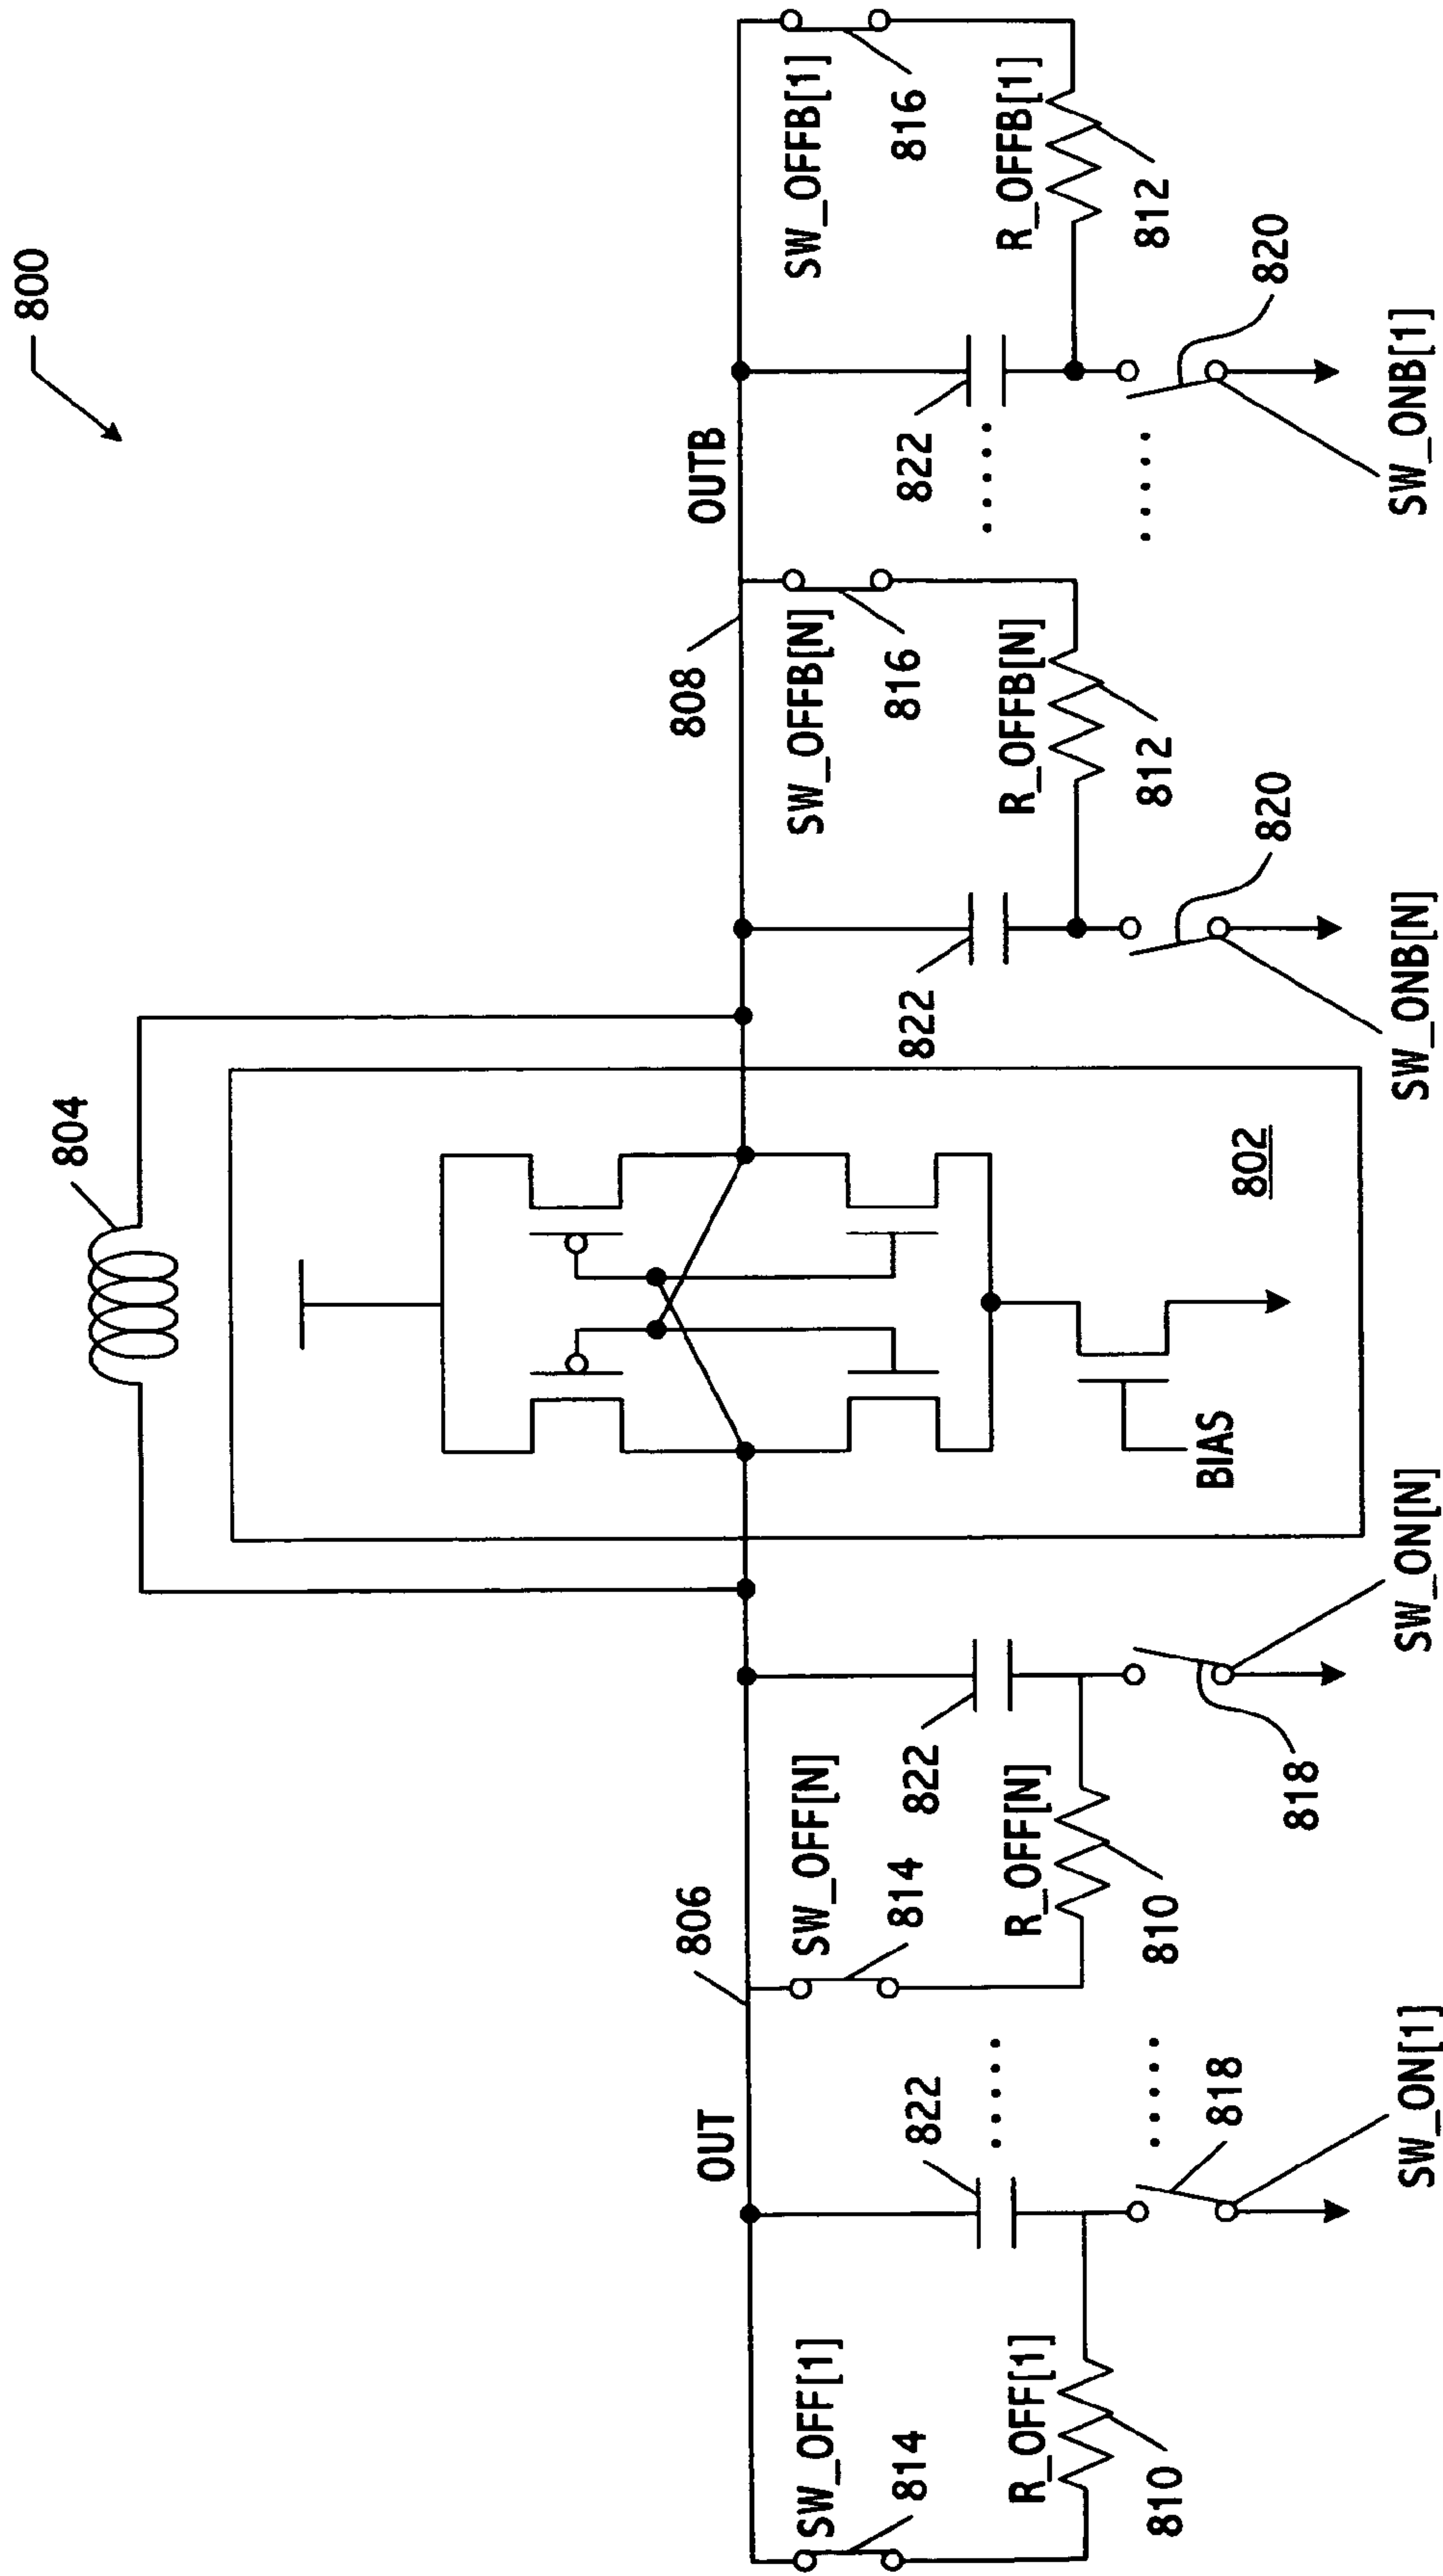 800
804
OUT
806
808
OUTB
SW_OFF[1]
814
SW_OFF[N]
814
SW_OFFB[N]
816
SW_OFFB[1]
816
822
822
822
822
R_OFF[1]
810
R_OFF[N]
810
R_OFFB[N]
812
R_OFFB[1]
812
BIAS
802
818
818
820
820
SW_ON[1]
SW_ON[N]
SW_ONB[N]
SW_ONB[1]